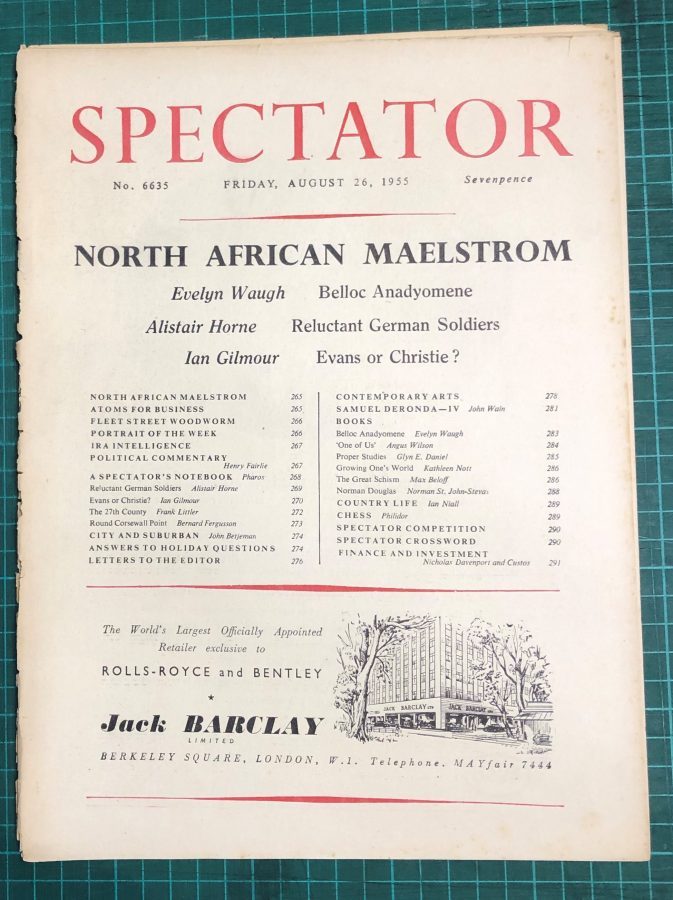 SPECTATOR
No. 6635 FRIDAY, AUGUST 26, 1955 Sevenpence
NORTH AFRICAN MAELSTROM
Evelyn Waugh Belloc Anadyomene
Alistair Horne Reluctant German Soldiers
Ian Gilmour Evans or Christie?
NORTH AFRICAN MAELSTROM 265
ATOMS FOR BUSINESS 265
FLEET STREET WOODWORM 266
PORTRAIT OF THE WEEK 266
IRA INTELLIGENCE 267
POLITICAL COMMENTARY
Henry Fairlie 267
A SPECTATOR'S NOTEBOOK Pharos 268
Reluctant German Soldiers Alistair Horne 269
Evans or Christie? Ian Gilmour 270
The 27th County Frank Littler 272
Round Corsewall Point Bernard Fergusson 273
CITY AND SUBURBAN John Betjeman 274
ANSWERS TO HOLIDAY QUESTIONS 274
LETTERS TO THE EDITOR 276
CONTEMPORARY ARTS 278
SAMUEL DERONDA—IV John Wain 281
BOOKS
Belloc Anadyomene Evelyn Waugh 283
'One of Us' Angus Wilson 284
Proper Studies Glyn E. Daniel 285
Growing One's World Kathleen Nott 286
The Great Schism Max Beloff 286
Norman Douglas Norman St. John-Stevas 288
COUNTRY LIFE Ian Niall 289
CHESS Philidor 289
SPECTATOR COMPETITION 290
SPECTATOR CROSSWORD 290
FINANCE AND INVESTMENT
Nicholas Davenport and Custos 291
The World's Largest Officially Appointed
Retailer exclusive to
ROLLS-ROYCE and BENTLEY
Jack BARCLAY
LIMITED
JACK BARCLAY LTD
JACK BARCLAY
BERKELEY SQUARE, LONDON, W.1. Telephone. MAYfair 7444